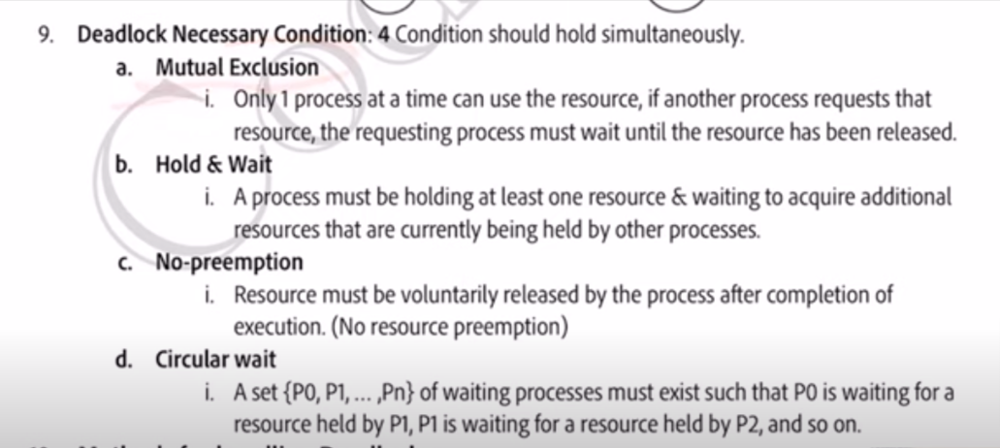 9. Deadlock Necessary Condition: 4 Condition should hold simultaneously.
a. Mutual Exclusion
i. Only 1 process at a time can use the resource, if another process requests that
resource, the requesting process must wait until the resource has been released.
b. Hold & Wait
i. A process must be holding at least one resource & waiting to acquire additional
resources that are currently being held by other processes.
c. No-preemption
i. Resource must be voluntarily released by the process after completion of
execution. (No resource preemption)
d. Circular wait
i. A set {P0, P1, ... ,Pn} of waiting processes must exist such that P0 is waiting for a
resource held by P1, P1 is waiting for a resource held by P2, and so on.